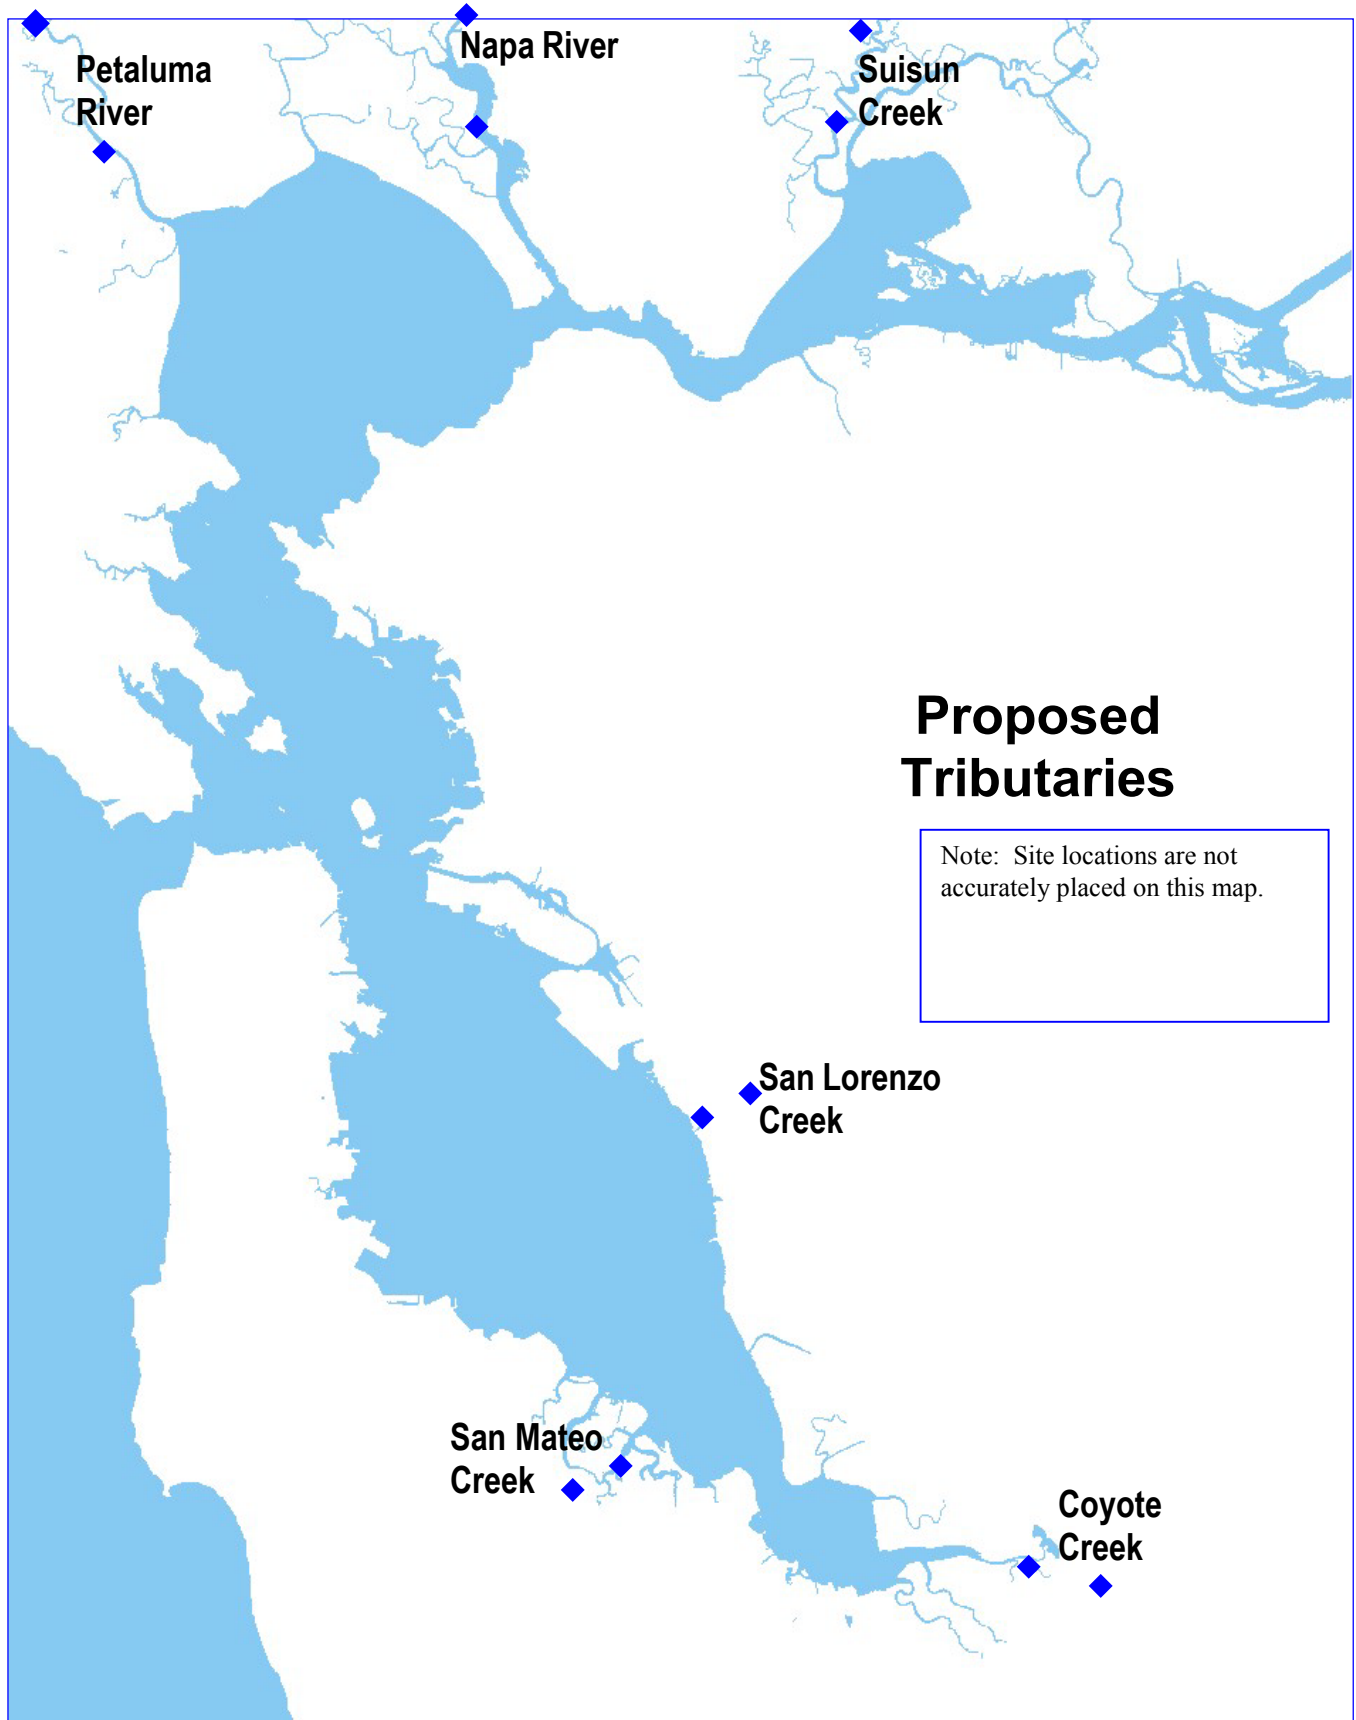 Napa River
Petaluma
River
Suisun
Creek
Proposed
Tributaries
Note:  Site locations are not
accurately placed on this map.
San Lorenzo
Creek
San Mateo
Creek
Coyote
Creek